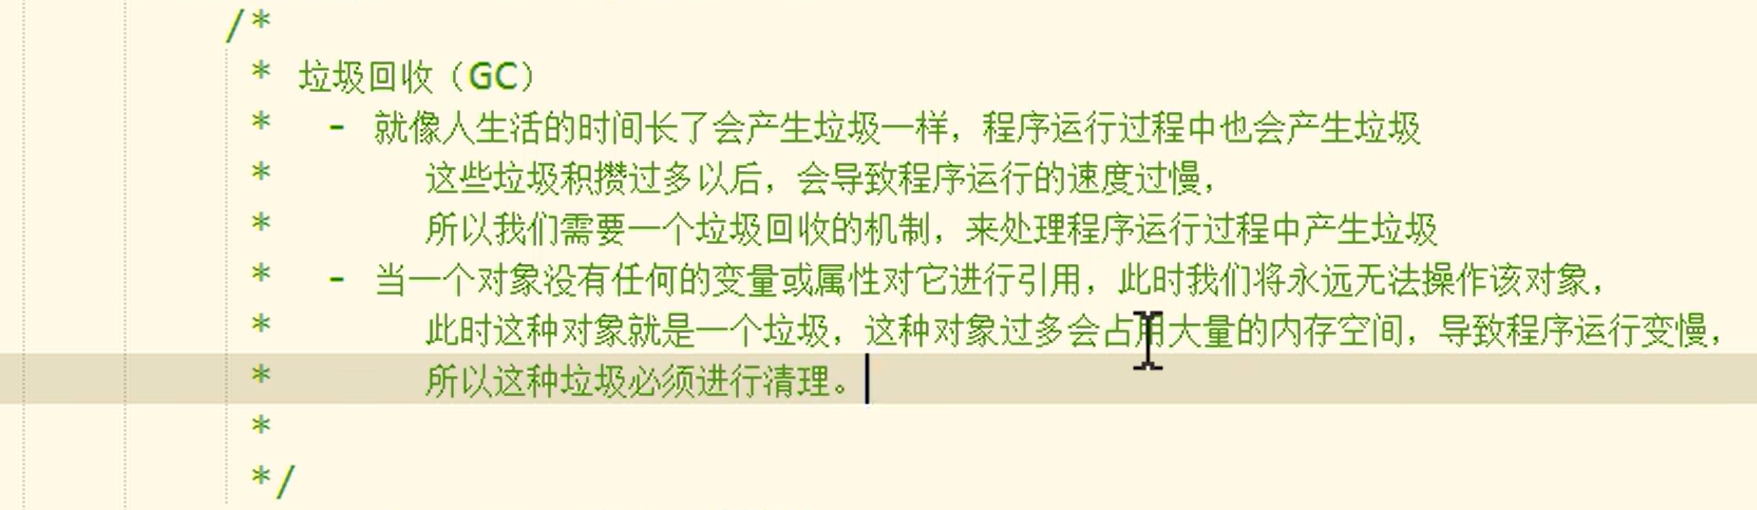 /*
* 垃圾回收（GC）
* - 就像人生活的时间长了会产生垃圾一样，程序运行过程中也会产生垃圾
* 这些垃圾积攒过多以后，会导致程序运行的速度过慢，
* 所以我们需要一个垃圾回收的机制，来处理程序运行过程中产生垃圾
* - 当一个对象没有任何的变量或属性对它进行引用，此时我们将永远无法操作该对象，
* 此时这种对象就是一个垃圾，这种对象过多会占用大量的内存空间，导致程序运行变慢，
* 所以这种垃圾必须进行清理。
*
*/